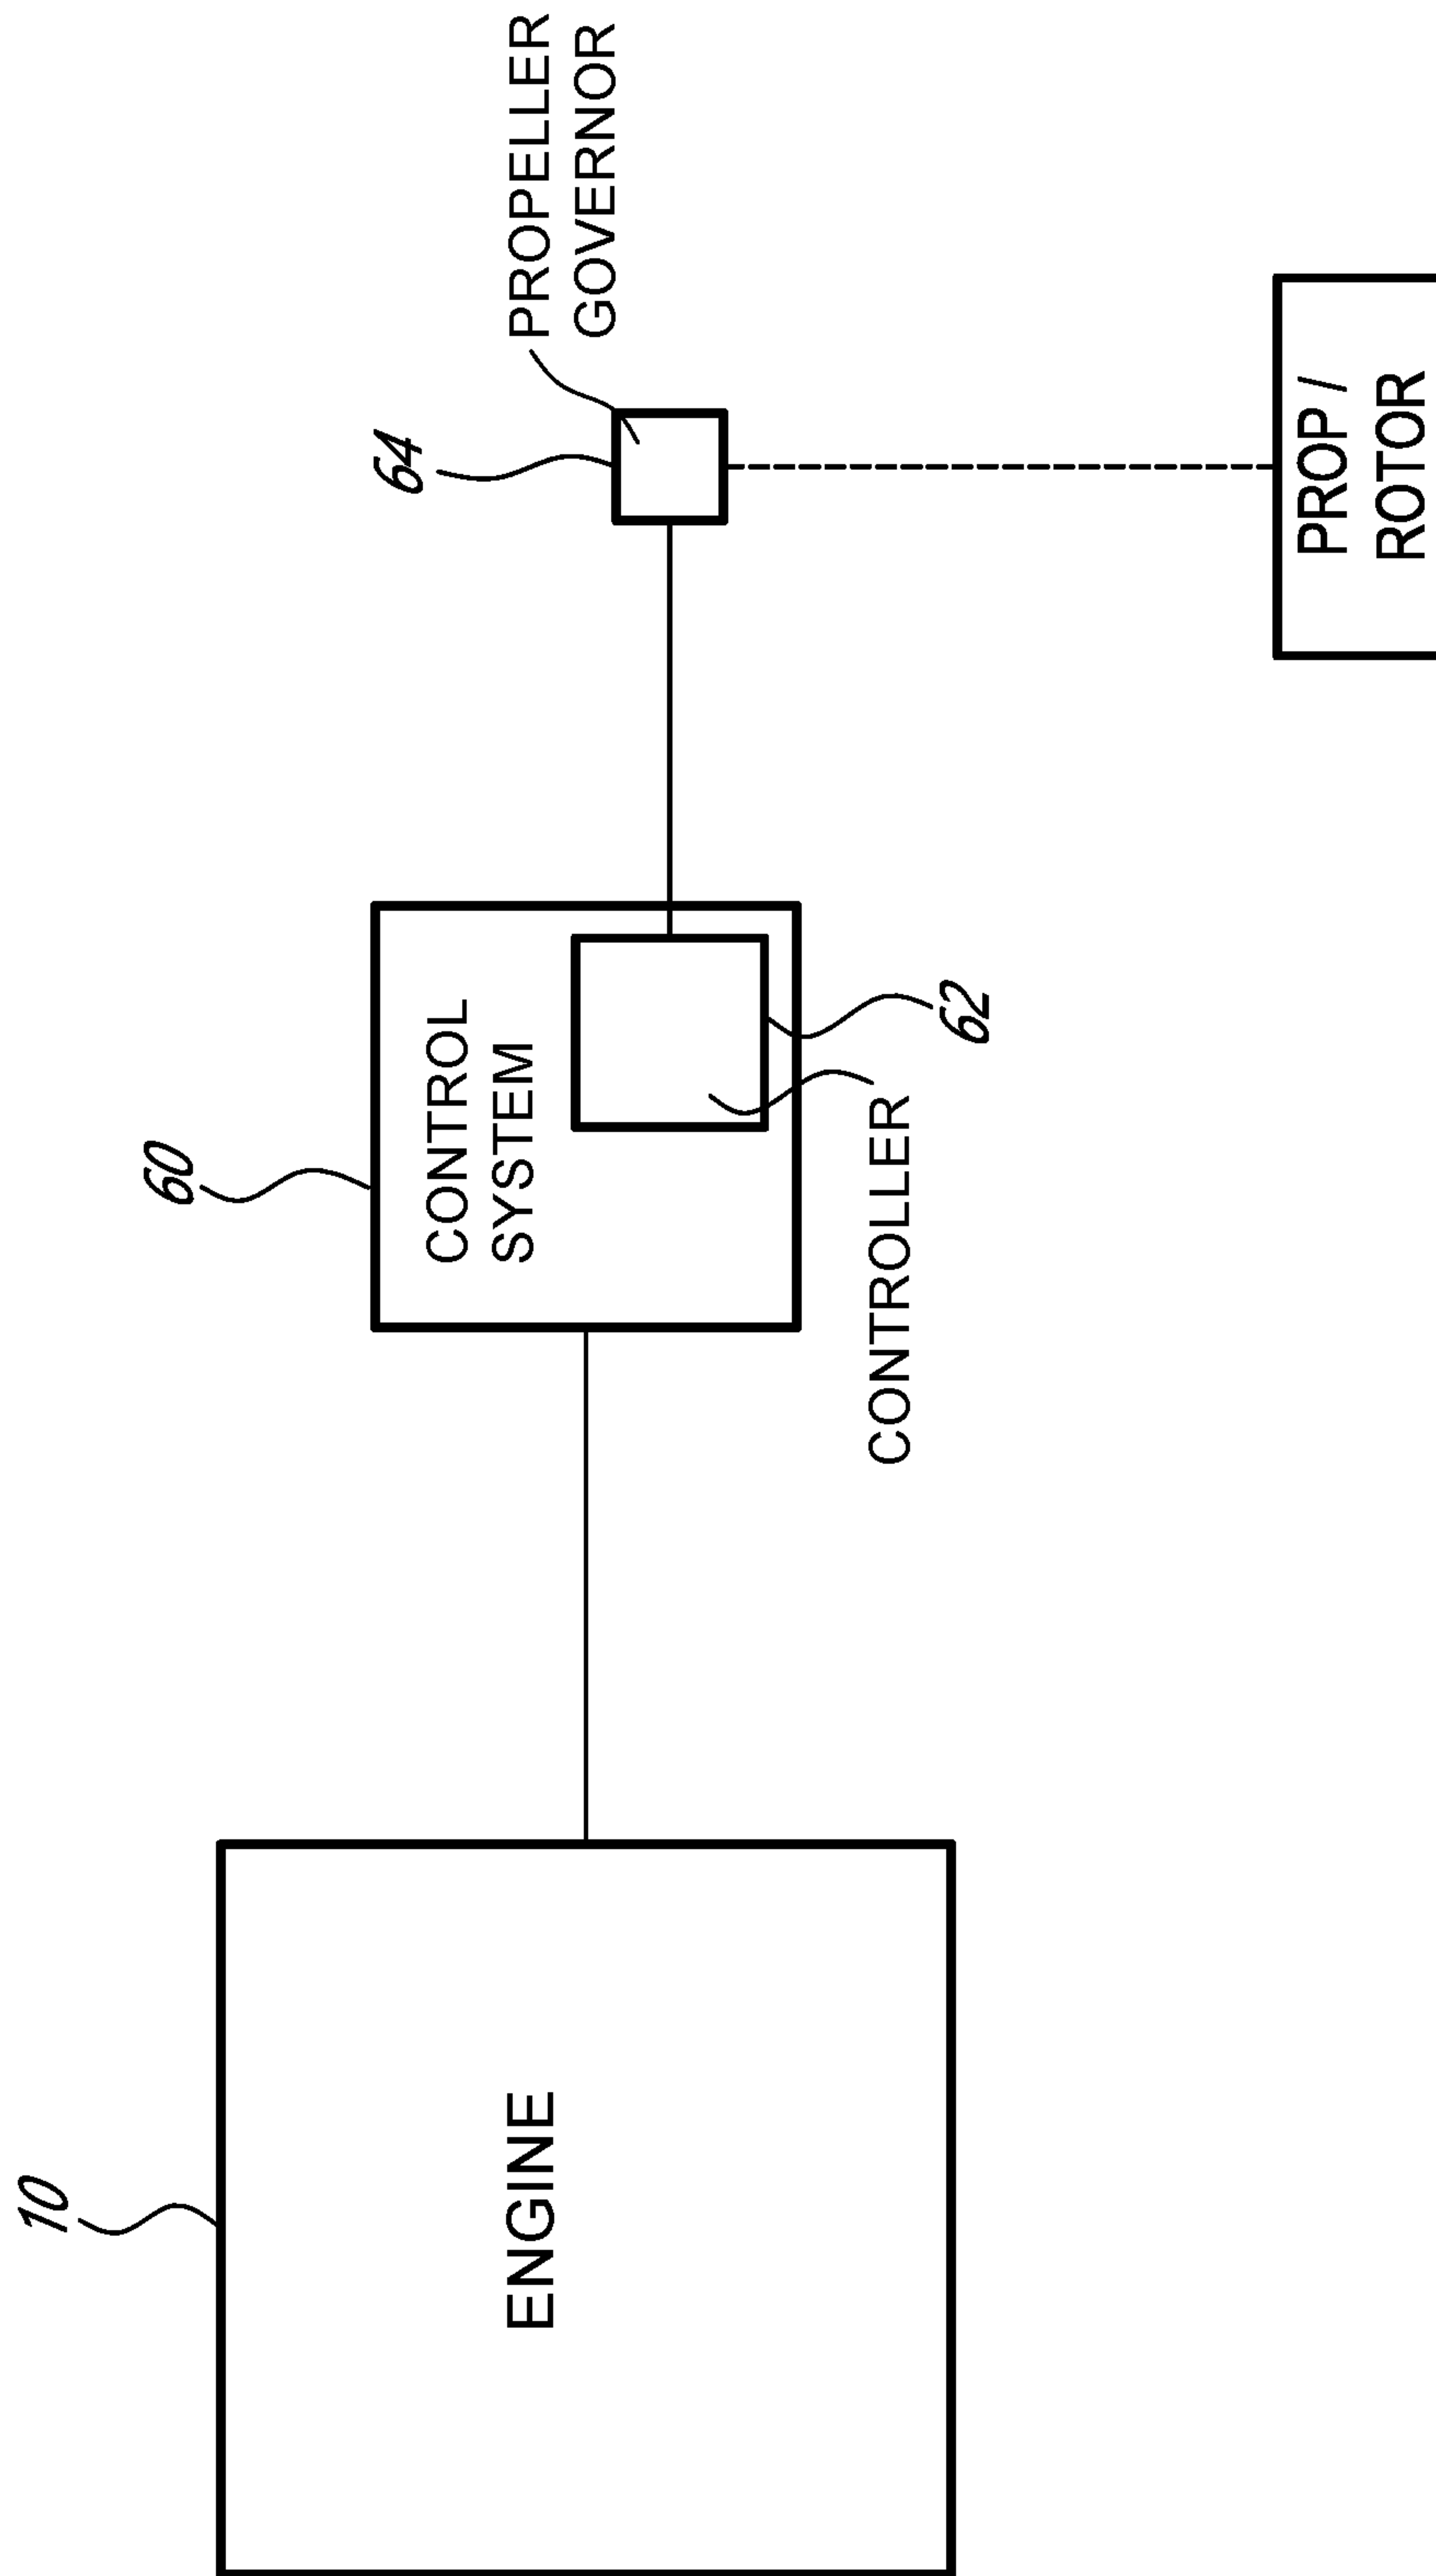 10
ENGINE
60
CONTROL
SYSTEM
CONTROLLER
62
64
PROPELLER
GOVERNOR
PROP /
ROTOR